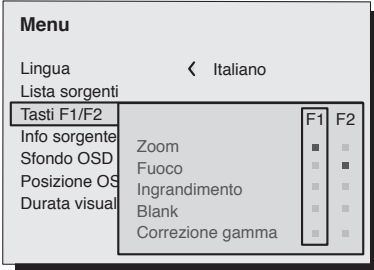 Menu
Lingua Italiano
Lista sorgenti
Tasti F1/F2
F1 F2
Info sorgente
Sfondo OSD
Posizione OS
Durata visual
Zoom
Fuoco
Ingrandimento
Blank
Correzione gamma